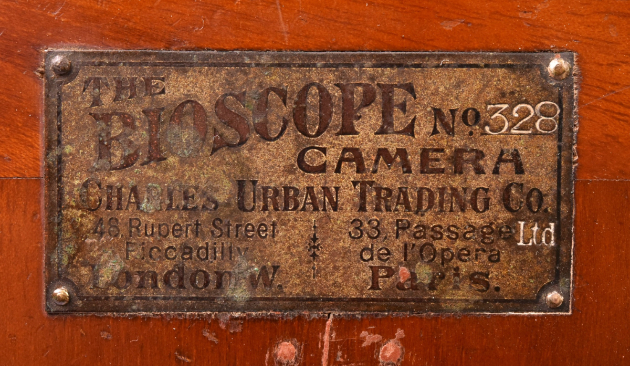 THE
BIOSCOPE No. 328
CAMERA
CHARLES URBAN TRADING CO. Ltd
48, Rupert Street
Piccadilly,
London W.
33, Passage
de l'Opera
Paris.